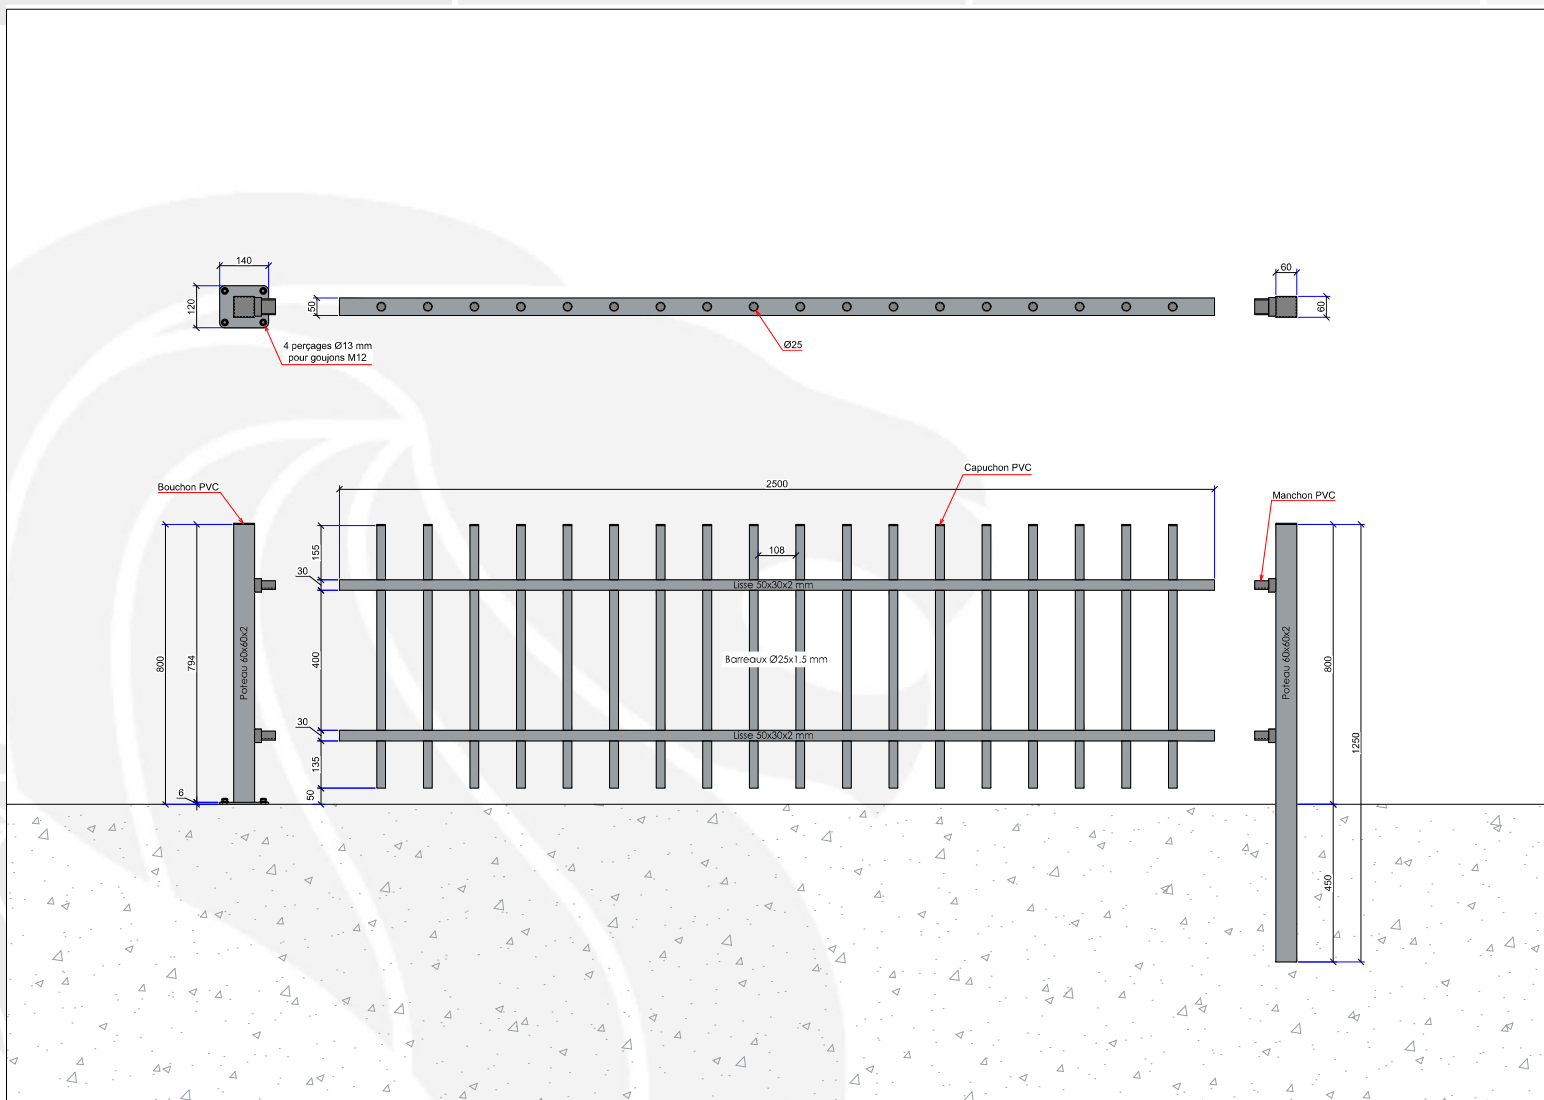 140
120
4 perçages Ø13 mm
pour goujons M12
50
Ø25
60
60
Bouchon PVC
2500
Capuchon PVC
Manchon PVC
155
108
30
Lisse 50x30x2 mm
800
794
Poteau 60x60x2
400
Barreaux Ø25x1.5 mm
Poteau 60x60x2
800
30
Lisse 50x30x2 mm
135
1250
6
50
450